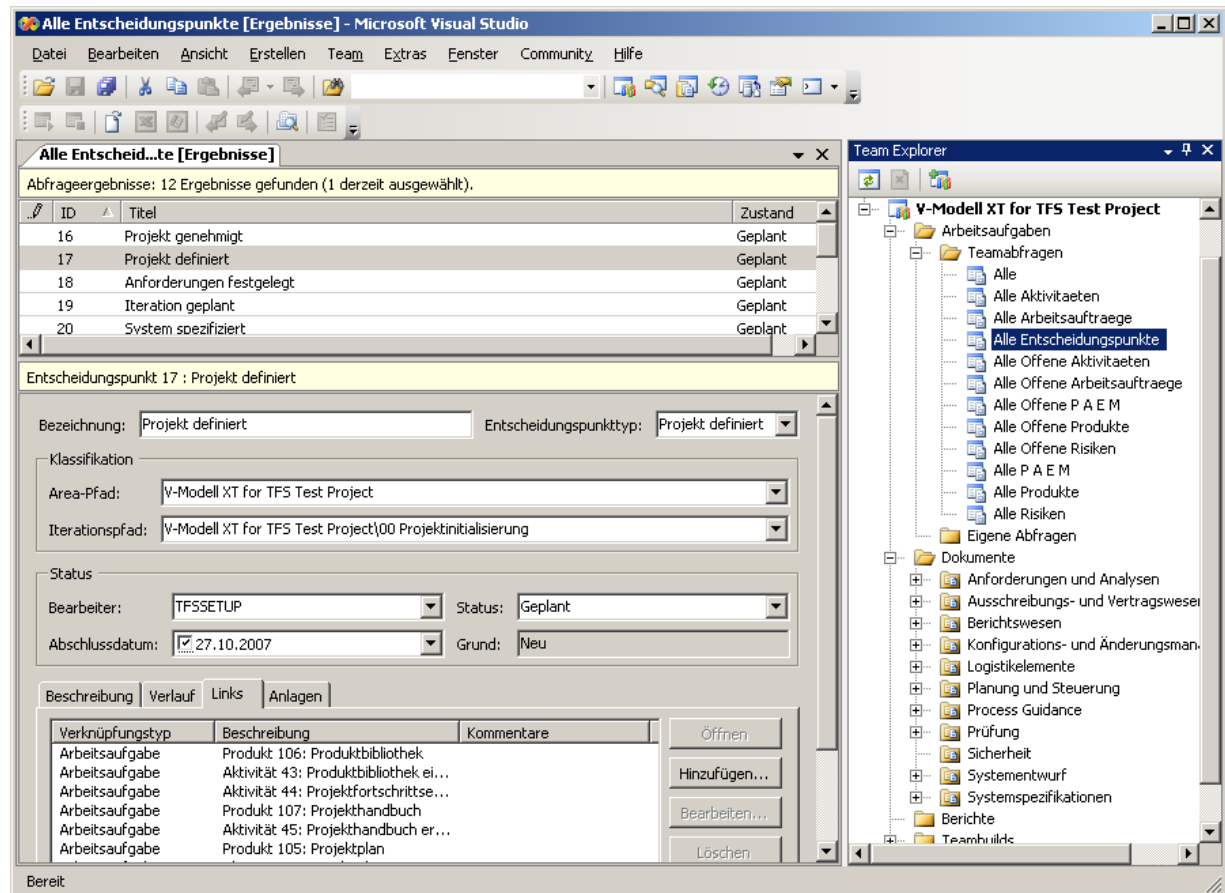 Alle Entscheidungspunkte [Ergebnisse] - Microsoft Visual Studio
Datei Bearbeiten Ansicht Erstellen Team Extras Fenster Community Hilfe
Alle Entscheid...te [Ergebnisse]
Abfrageergebnisse: 12 Ergebnisse gefunden (1 derzeit ausgewählt).
ID Titel Zustand
16 Projekt genehmigt Geplant
17 Projekt definiert Geplant
18 Anforderungen festgelegt Geplant
19 Iteration geplant Geplant
20 System spezifiziert Geplant
Entscheidungspunkt 17 : Projekt definiert
Bezeichnung: Projekt definiert Entscheidungspunkttyp: Projekt definiert
Klassifikation
Area-Pfad: V-Modell XT for TFS Test Project
Iterationspfad: V-Modell XT for TFS Test Project\00 Projektinitialisierung
Status
Bearbeiter: TFSSETUP Status: Geplant
Abschlussdatum: 27.10.2007 Grund: Neu
Beschreibung Verlauf Links Anlagen
Verknüpfungstyp Beschreibung Kommentare
Arbeitsaufgabe Produkt 106: Produktbibliothek
Arbeitsaufgabe Aktivität 43: Produktbibliothek ei...
Arbeitsaufgabe Aktivität 44: Projektfortschrittse...
Arbeitsaufgabe Produkt 107: Projekthandbuch
Arbeitsaufgabe Aktivität 45: Projekthandbuch er...
Arbeitsaufgabe Produkt 105: Projektplan
Öffnen
Hinzufügen...
Bearbeiten...
Löschen
Team Explorer
V-Modell XT for TFS Test Project
Arbeitsaufgaben
Teamabfragen
Alle
Alle Aktivitaeten
Alle Arbeitsauftraege
Alle Entscheidungspunkte
Alle Offene Aktivitaeten
Alle Offene Arbeitsauftraege
Alle Offene P A E M
Alle Offene Produkte
Alle Offene Risiken
Alle P A E M
Alle Produkte
Alle Risiken
Eigene Abfragen
Dokumente
Anforderungen und Analysen
Ausschreibungs- und Vertragsweser
Berichtswesen
Konfigurations- und Änderungsman
Logistikelemente
Planung und Steuerung
Process Guidance
Prüfung
Sicherheit
Systementwurf
Systemspezifikationen
Berichte
Teambuilds
Bereit